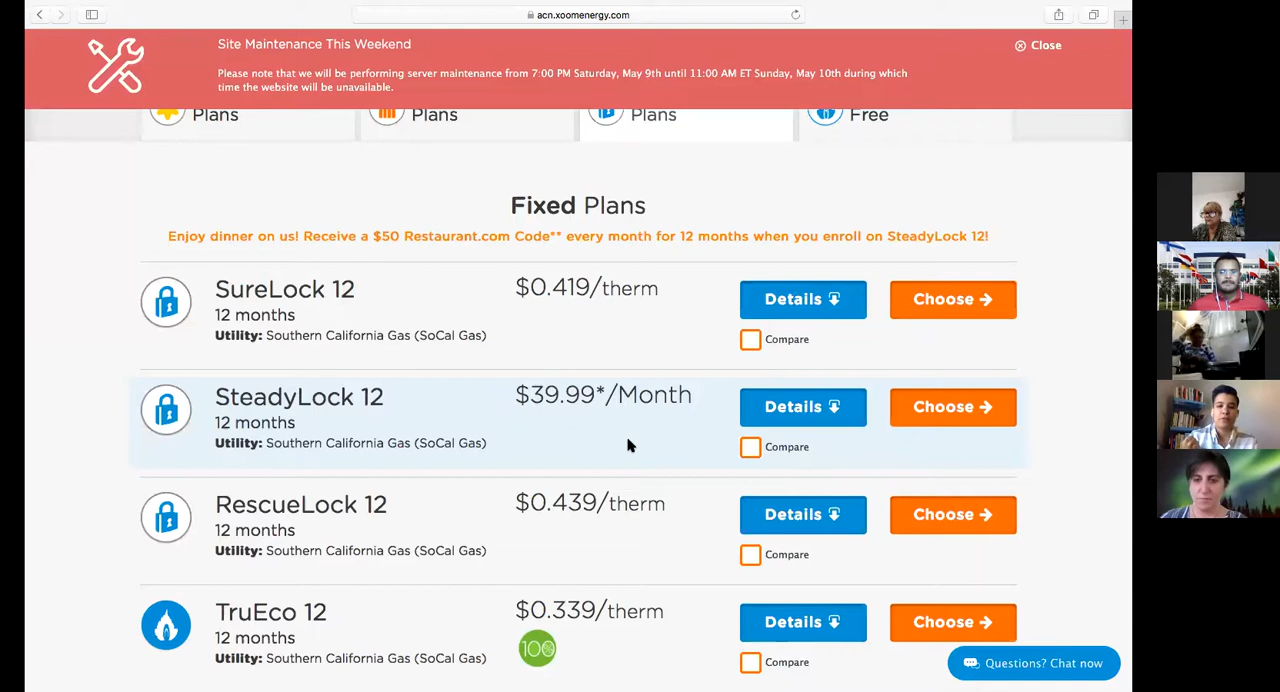 acn.xoomenergy.com
Site Maintenance This Weekend
Close
Please note that we will be performing server maintenance from 7:00 PM Saturday, May 9th until 11:00 AM ET Sunday, May 10th during which
time the website will be unavailable.
Plans
Plans
Plans
Free
Fixed Plans
Enjoy dinner on us! Receive a $50 Restaurant.com Code** every month for 12 months when you enroll on SteadyLock 12!
SureLock 12
$0.419/therm
Details
Choose
12 months
Utility: Southern California Gas (SoCal Gas)
Compare
SteadyLock 12
$39.99*/Month
Details
Choose
12 months
Utility: Southern California Gas (SoCal Gas)
Compare
RescueLock 12
$0.439/therm
Details
Choose
12 months
Utility: Southern California Gas (SoCal Gas)
Compare
TruEco 12
$0.339/therm
Details
Choose
12 months
100
Utility: Southern California Gas (SoCal Gas)
Compare
Questions? Chat now